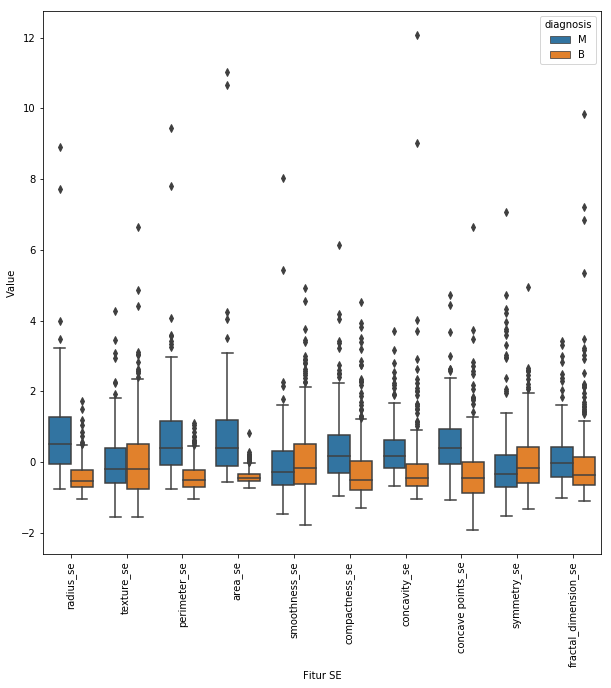 diagnosis
M
B
12
10
8
6
4
2
0
−2
Value
radius_se
texture_se
perimeter_se
area_se
smoothness_se
compactness_se
concavity_se
concave points_se
symmetry_se
fractal_dimension_se
Fitur SE